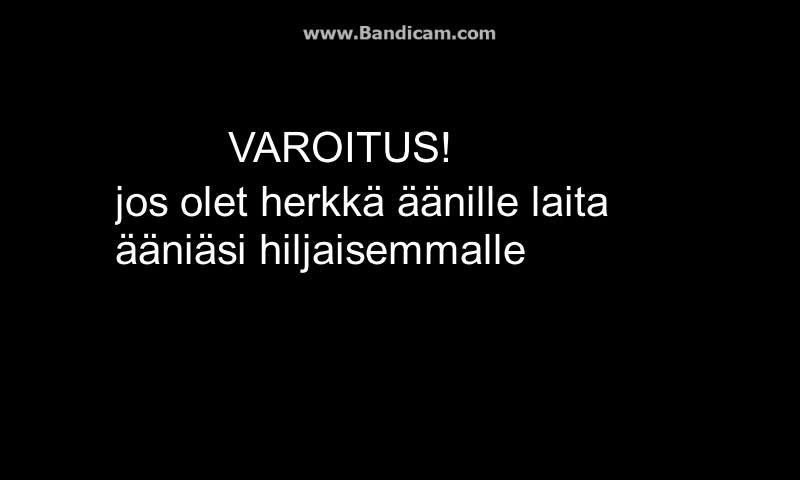 www.Bandicam.com
VAROITUS!
jos olet herkkä äänille laita
ääniäsi hiljaisemmalle